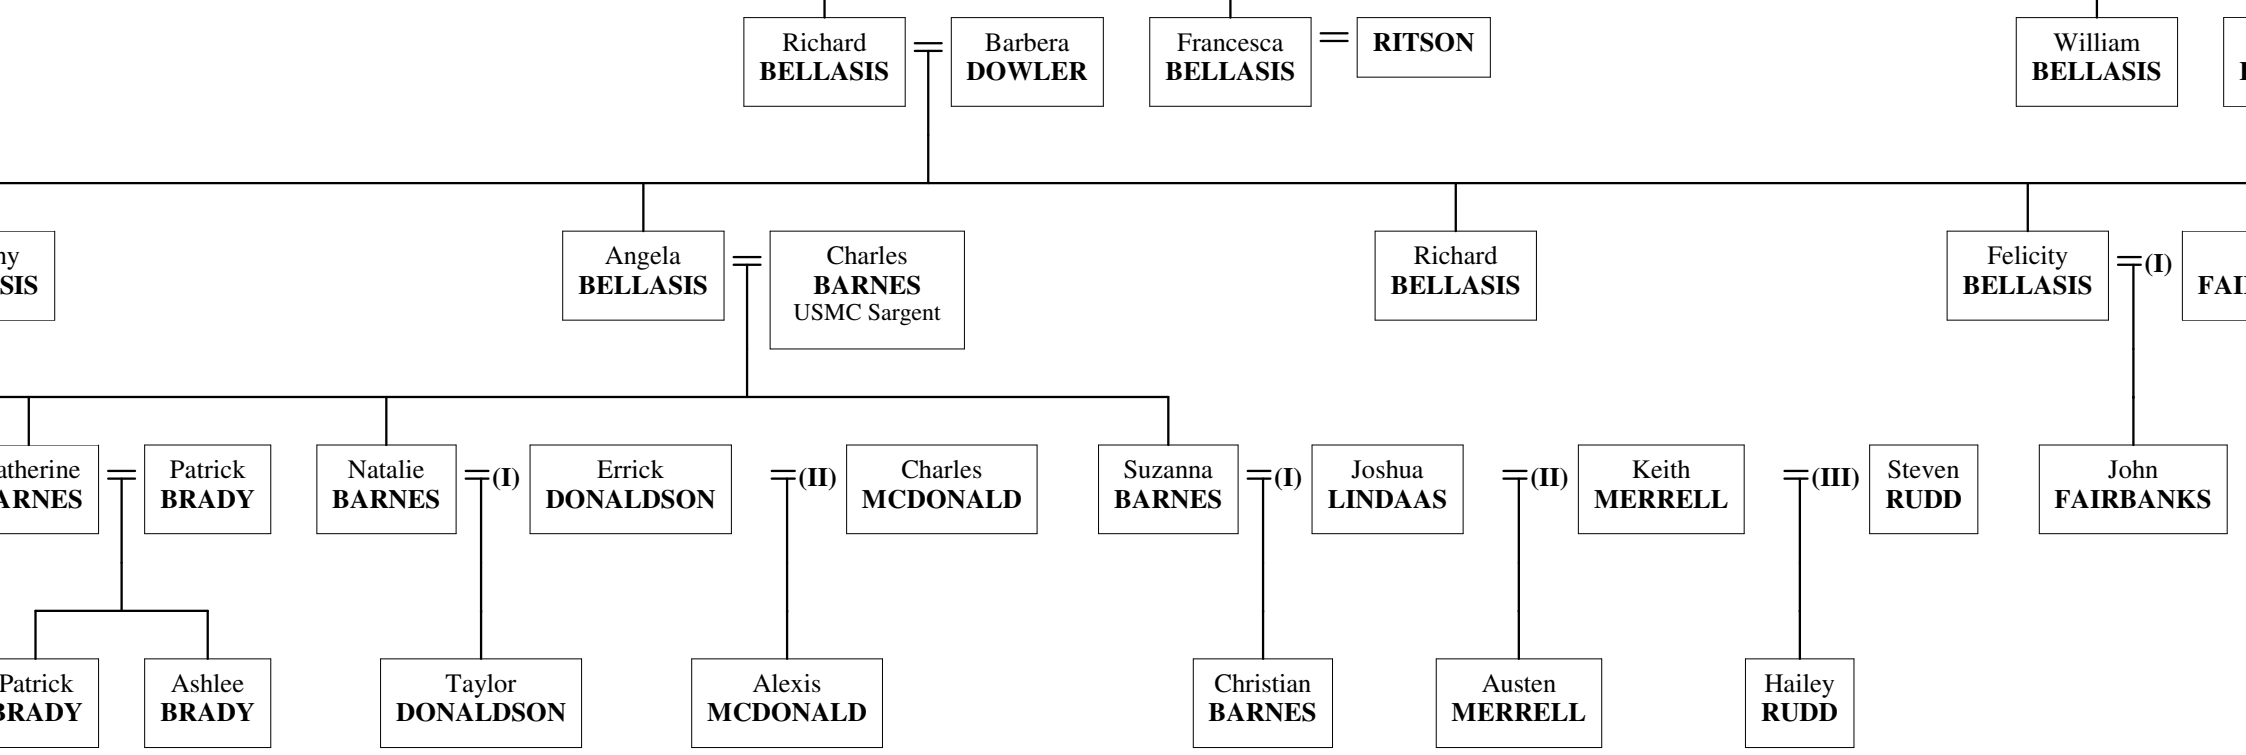 Richard
BELLASIS
Barbera
DOWLER
Francesca
BELLASIS
RITSON
William
BELLASIS
Angela
BELLASIS
Charles
BARNES
USMC Sargent
Richard
BELLASIS
Felicity
BELLASIS
(I)
Patrick
BRADY
Natalie
BARNES
(I)
Errick
DONALDSON
(II)
Charles
MCDONALD
Suzanna
BARNES
(I)
Joshua
LINDAAS
(II)
Keith
MERRELL
(III)
Steven
RUDD
John
FAIRBANKS
Patrick
BRADY
Ashlee
BRADY
Taylor
DONALDSON
Alexis
MCDONALD
Christian
BARNES
Austen
MERRELL
Hailey
RUDD